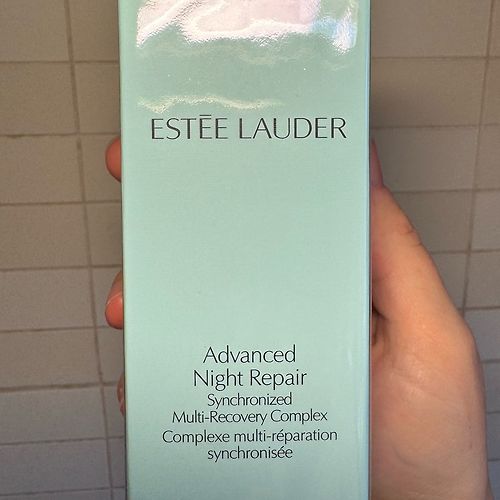 ESTĒE LAUDER
Advanced
Night Repair
Synchronized
Multi-Recovery Complex
Complexe multi-réparation
synchronisée